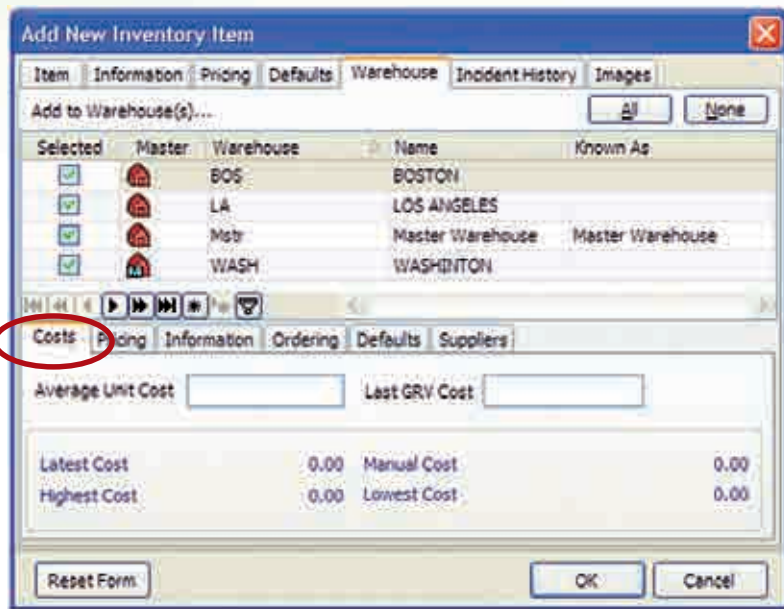 Add New Inventory Item
Item Information Pricing Defaults Warehouse Incident History Images
Add to Warehouse(s)... All None
Selected Master Warehouse Name Known As
BOS BOSTON
LA LOS ANGELES
Mstr Master Warehouse Master Warehouse
WASH WASHINTON
Costs Pricing Information Ordering Defaults Suppliers
Average Unit Cost Last GRV Cost
Latest Cost 0.00 Manual Cost 0.00
Highest Cost 0.00 Lowest Cost 0.00
Reset Form OK Cancel